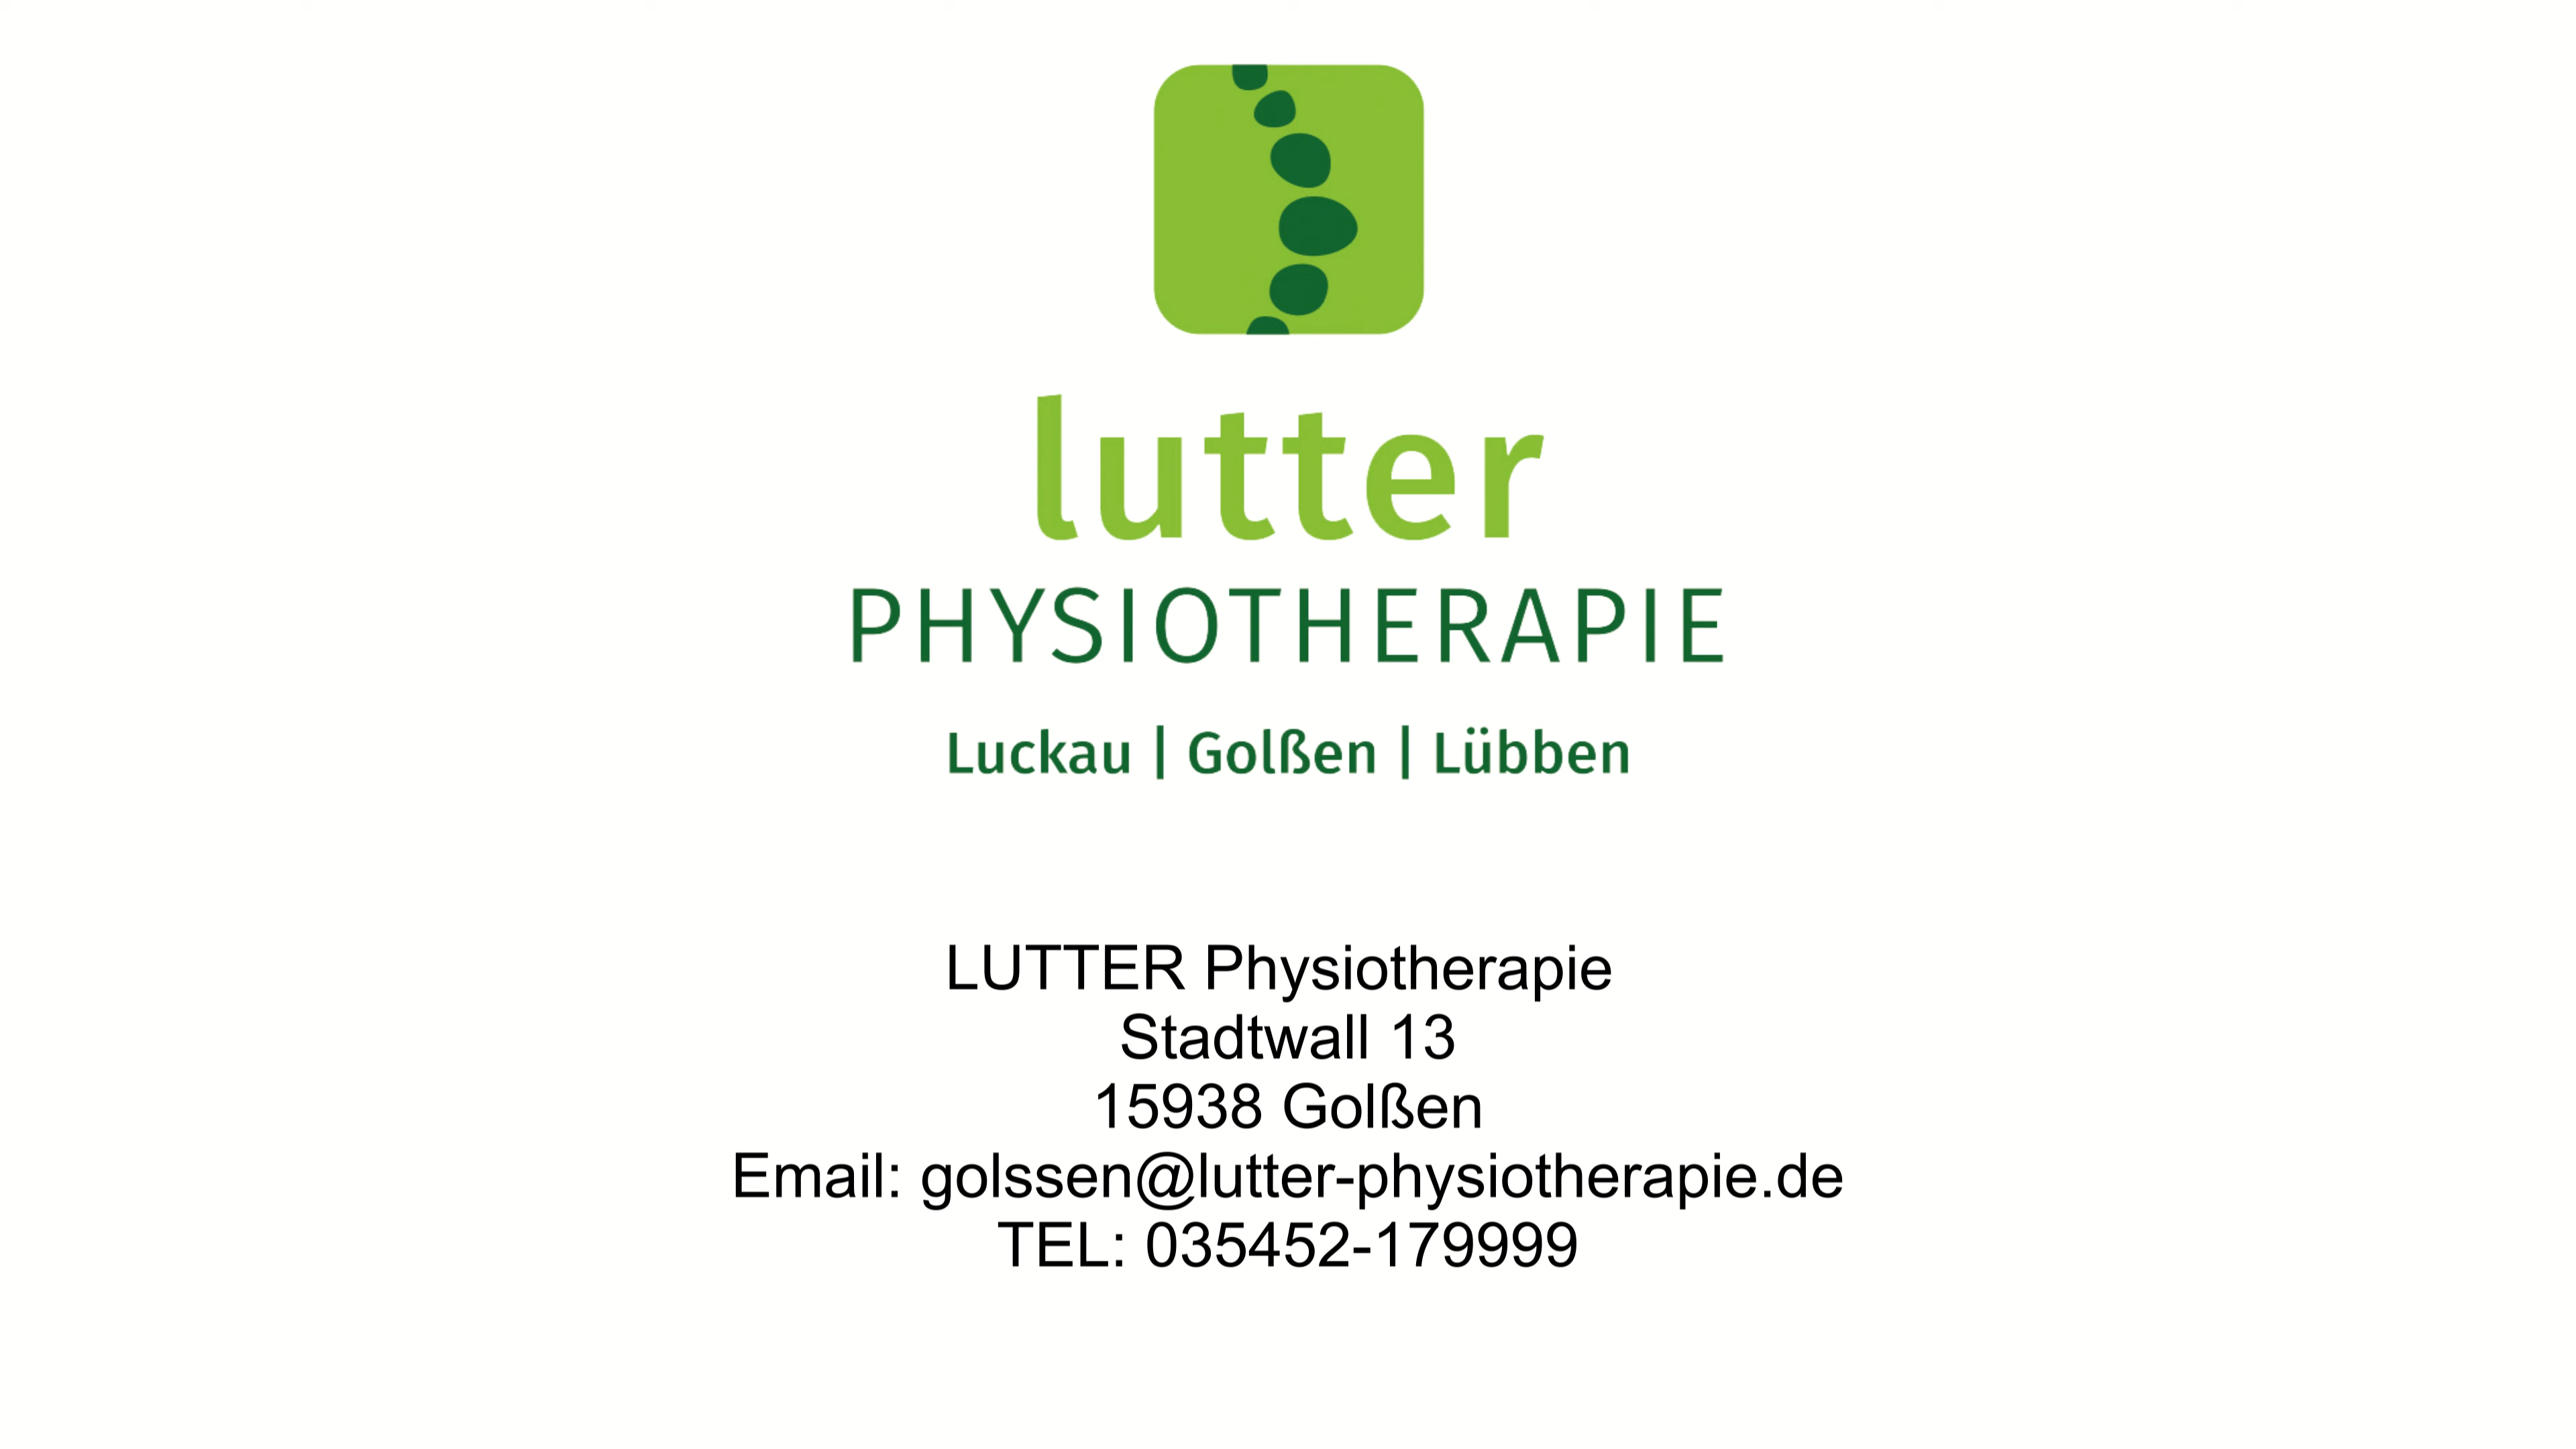 lutter
PHYSIOTHERAPIE
Luckau | Golßen | Lübben
LUTTER Physiotherapie
Stadtwall 13
15938 Golßen
Email: golssen@lutter-physiotherapie.de
TEL: 035452-179999